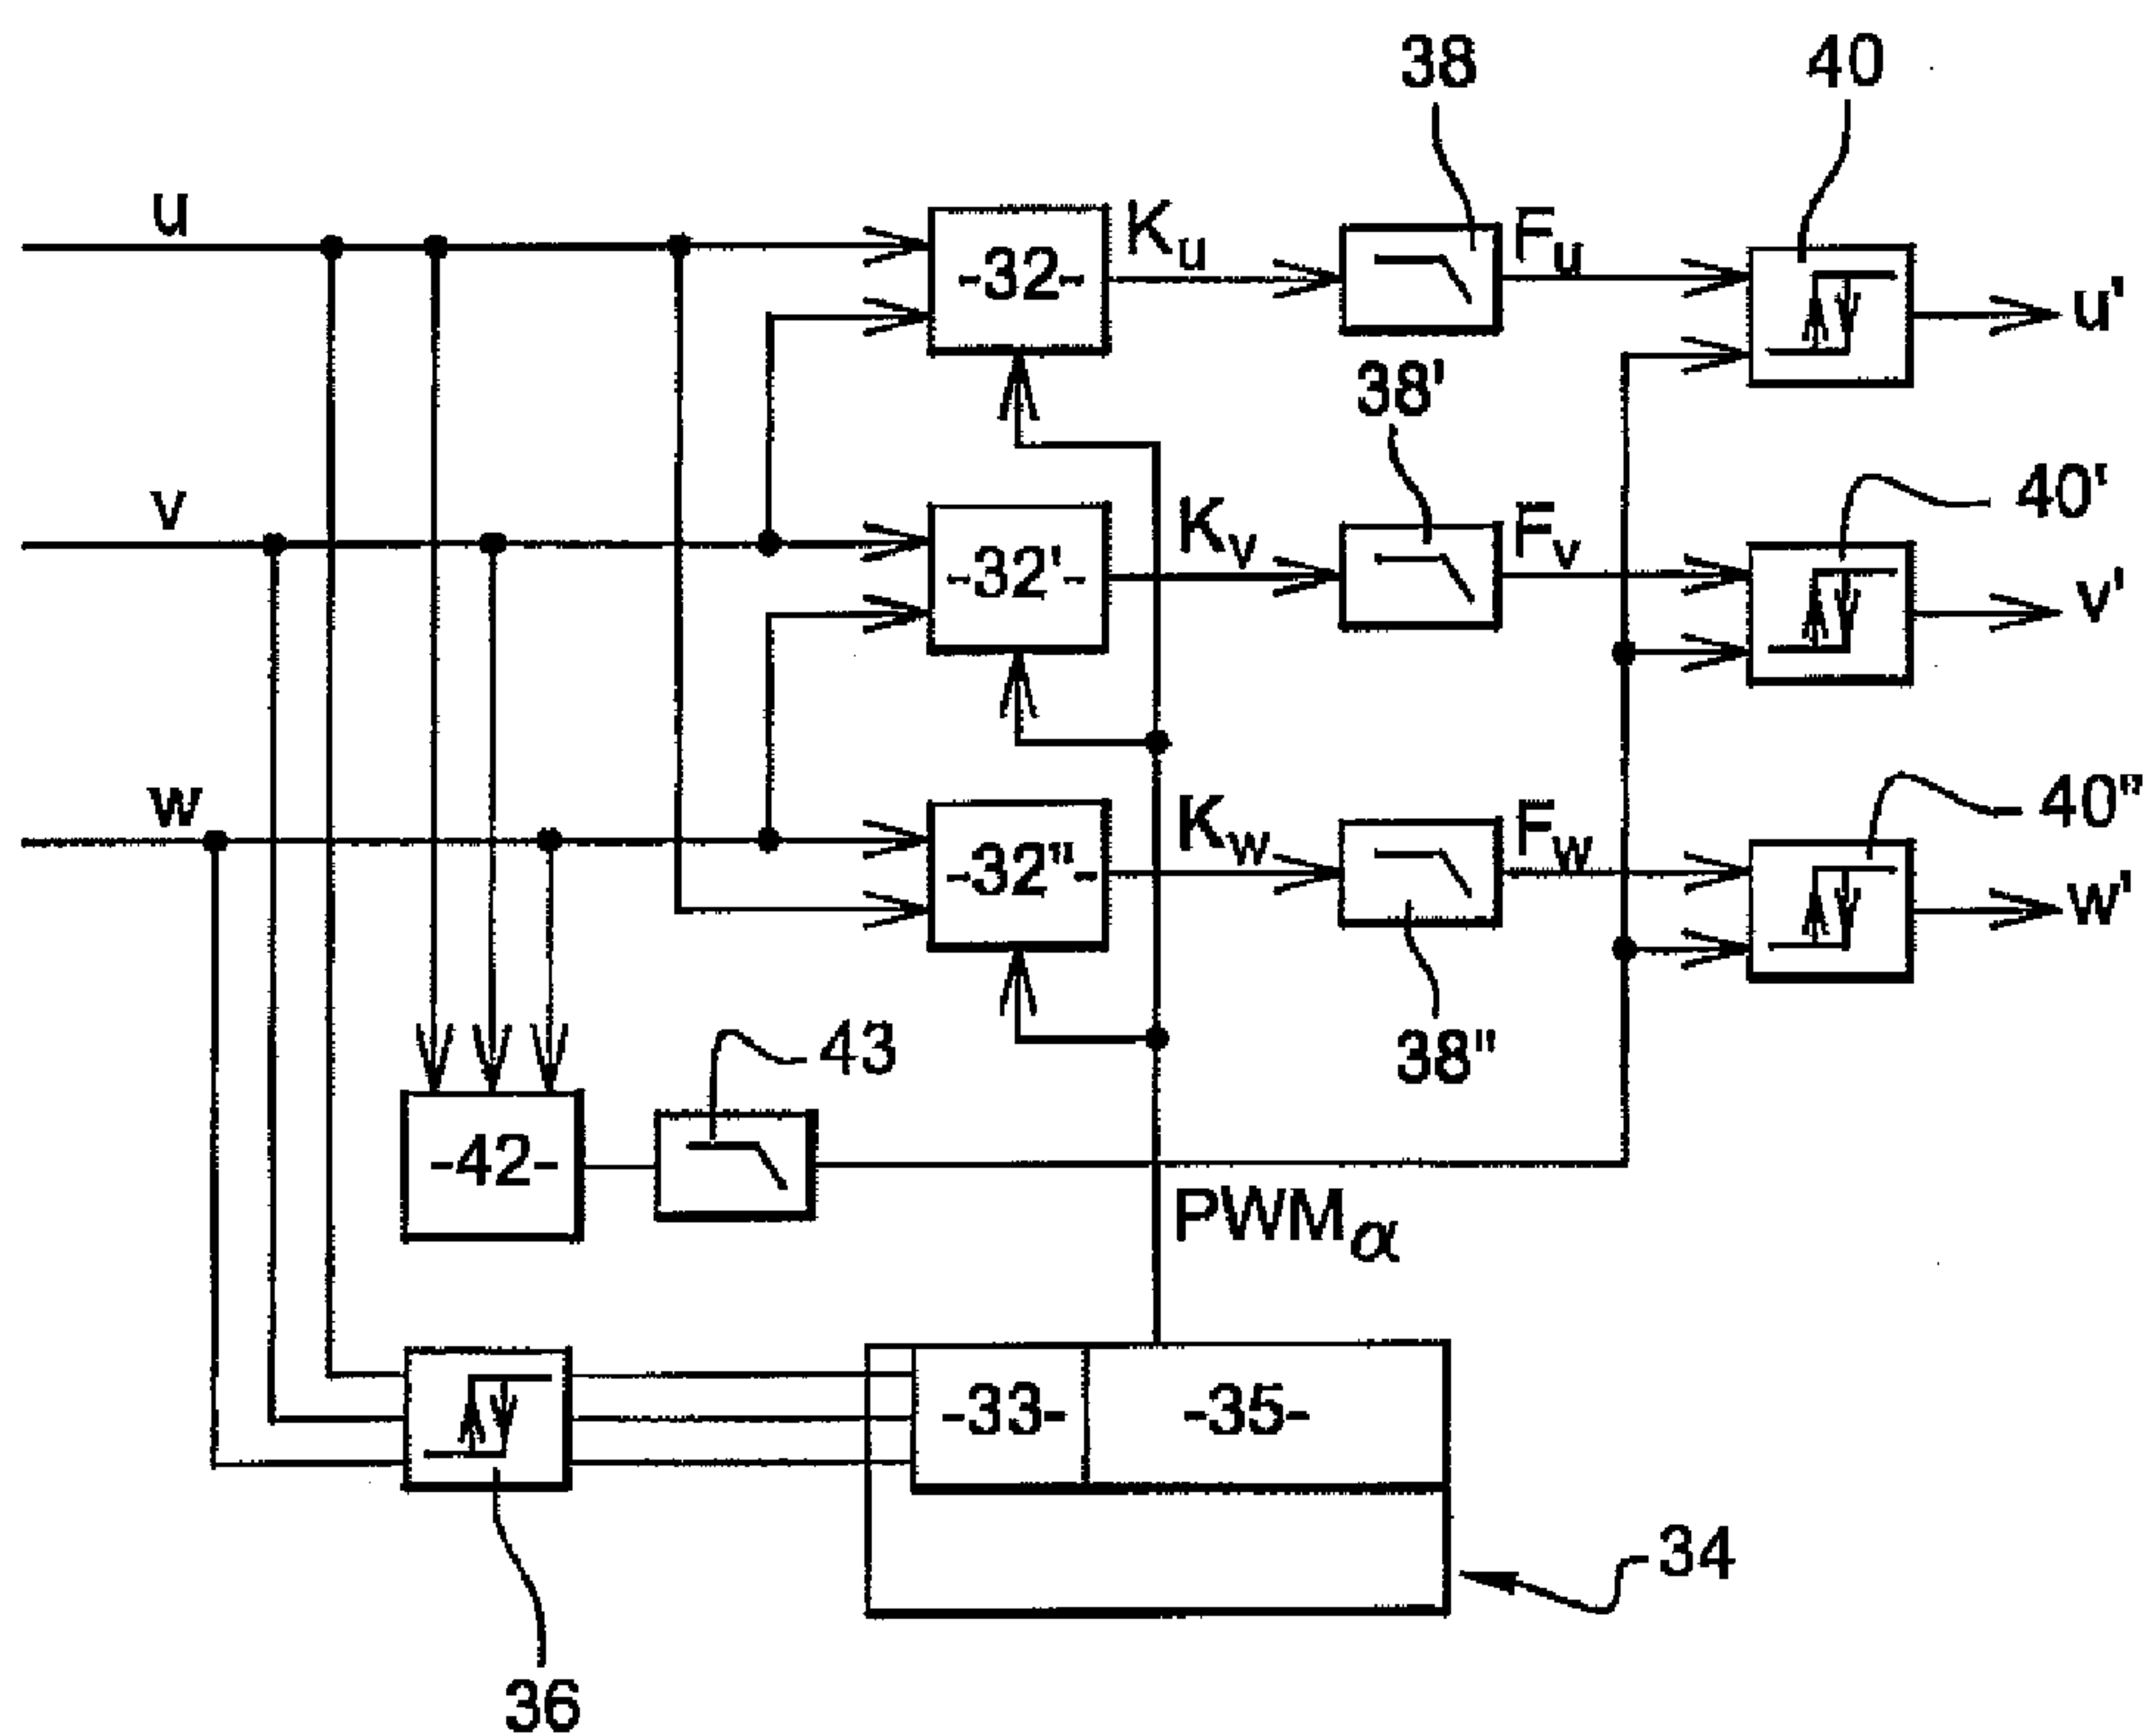 38
40
u
-32-
Ku
Fu
u'
38'
v
-32'-
Kv
Fv
40'
v'
w
-32"-
Kw
Fw
40"
w'
43
38"
-42-
PWMα
-33-
-35-
34
36